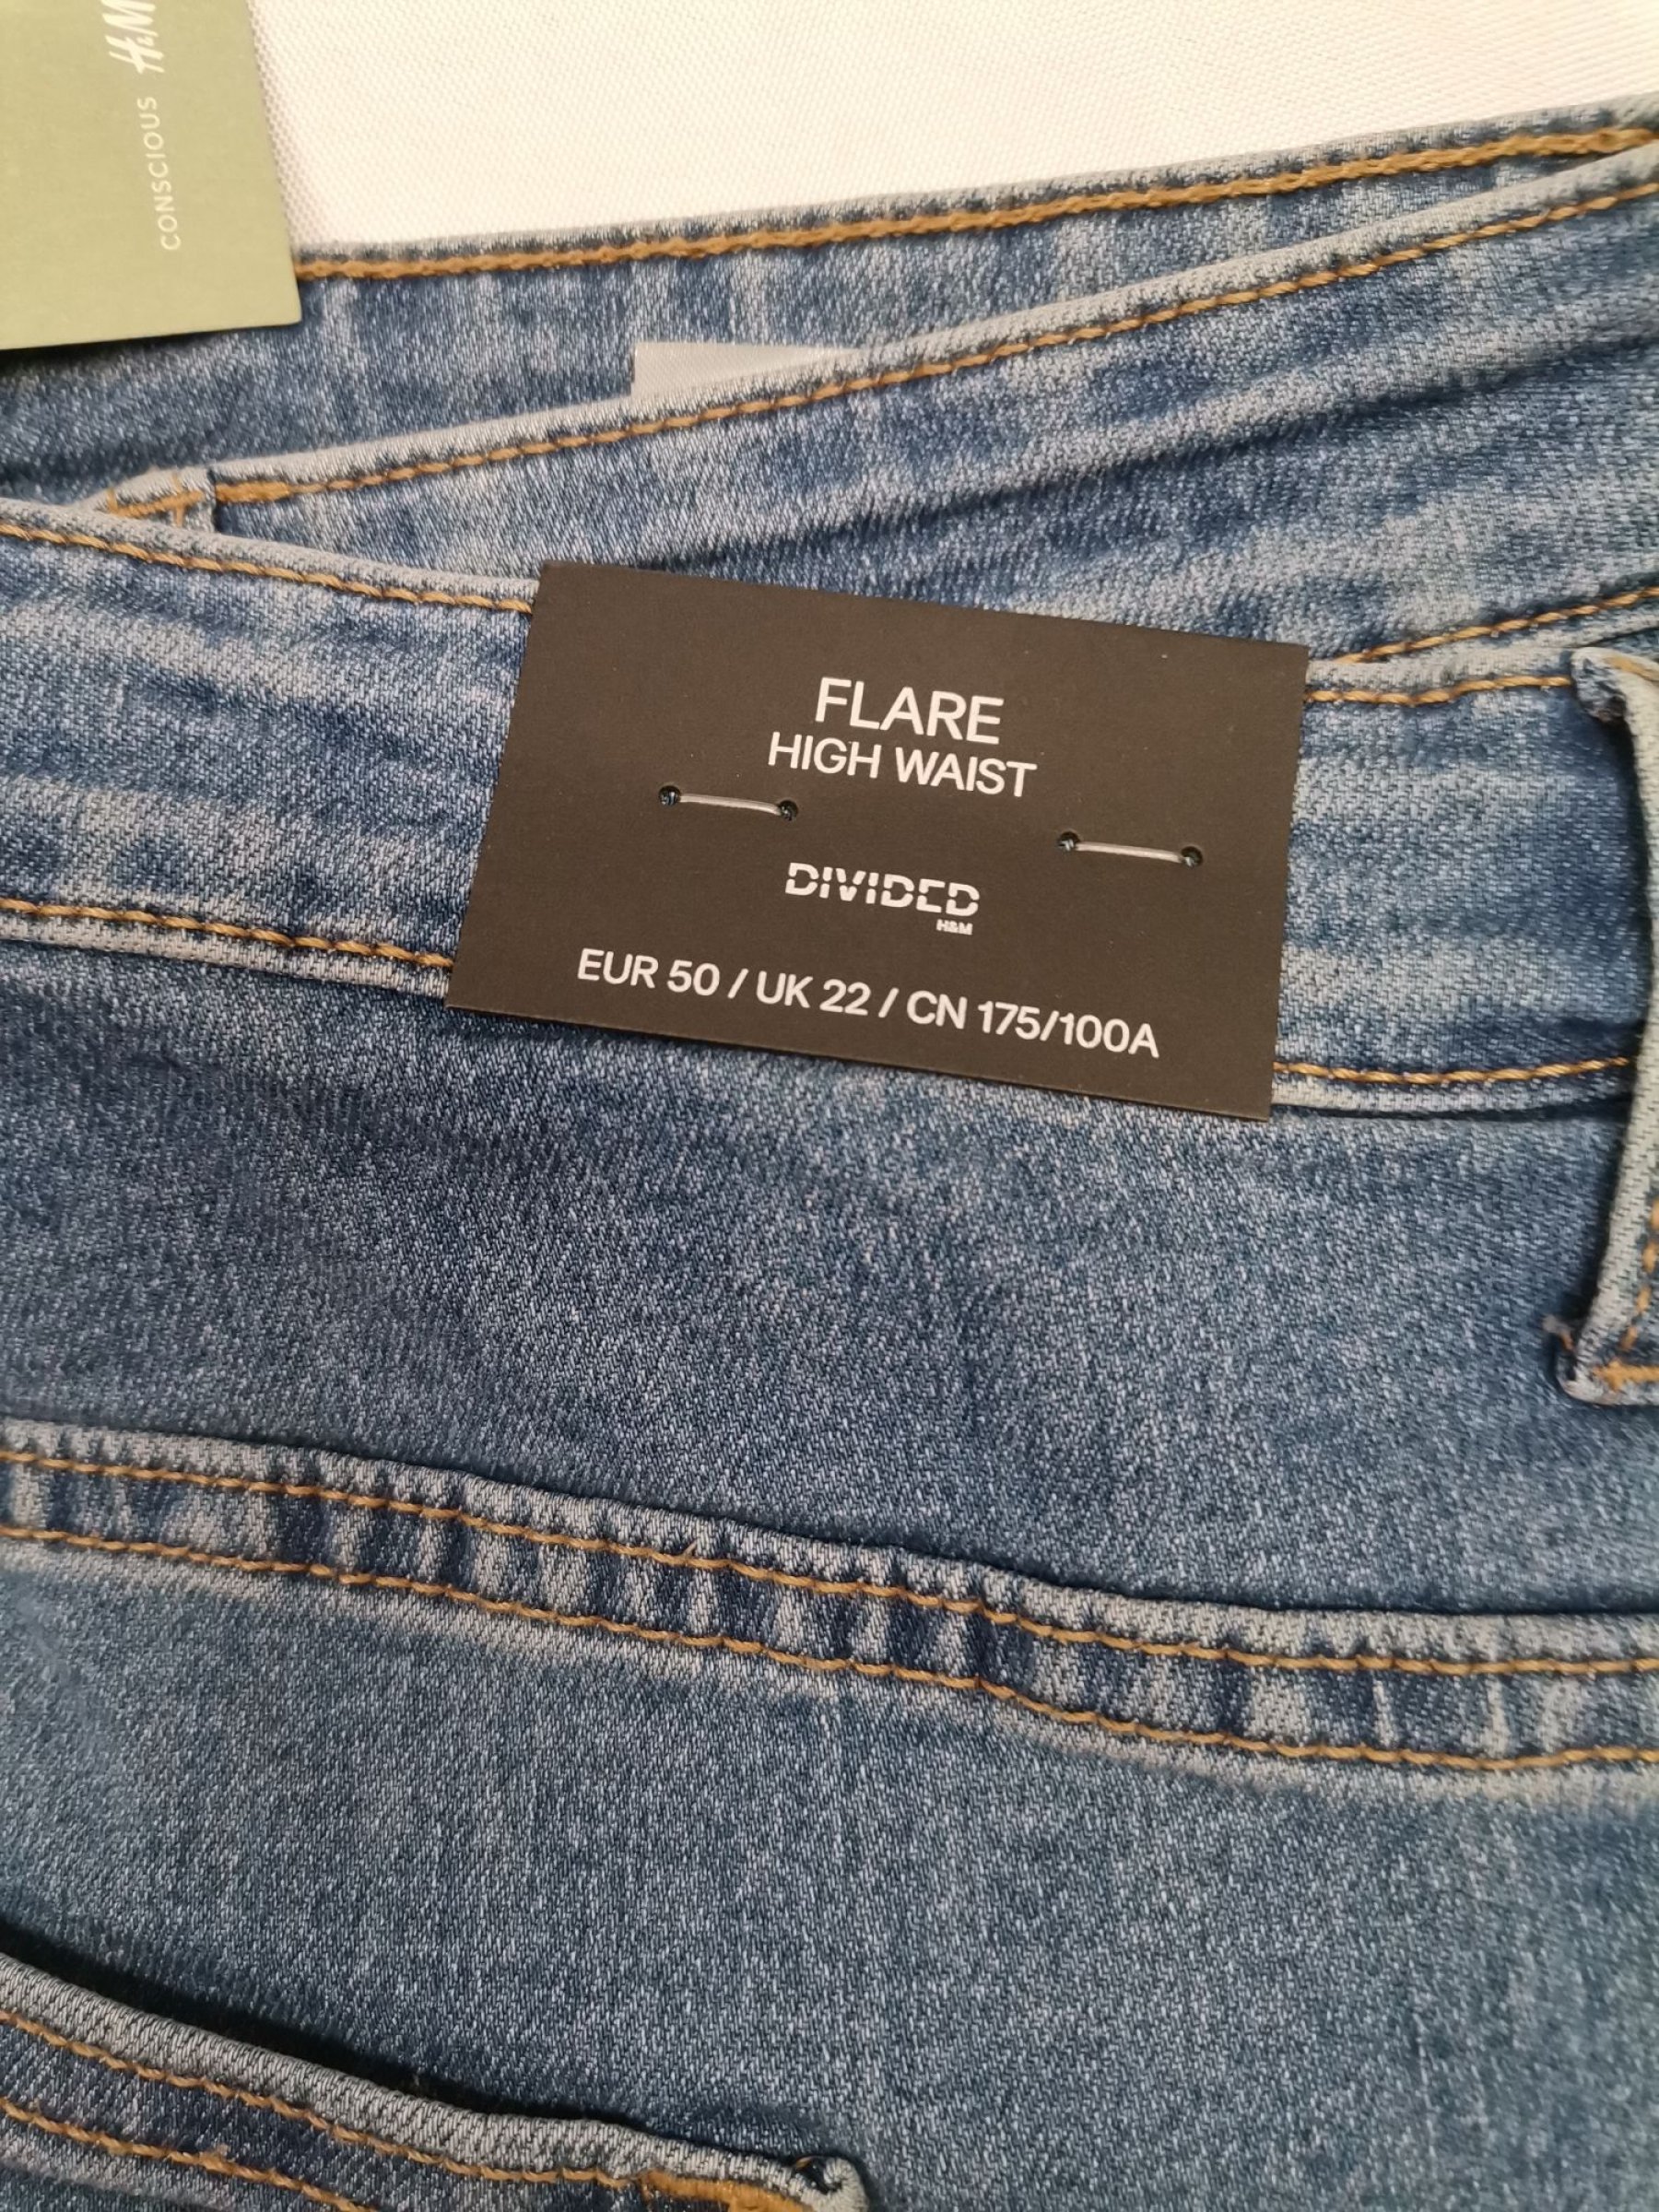 CONSCIOUS H&M
FLARE
HIGH WAIST
DIVIDED
H&M
EUR 50 / UK 22 / CN 175/100A